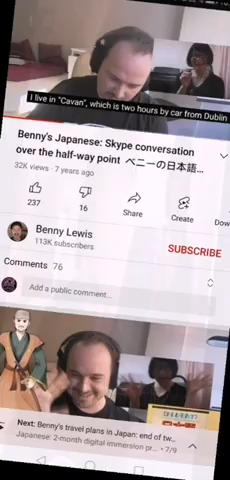 I live in "Cavan", which is two hours by car from Dublin
Benny's Japanese: Skype conversation
over the half-way point ベニーの日本語...
32K views · 7 years ago
237
16
Share
Create
Dow
Benny Lewis
113K subscribers
SUBSCRIBE
Comments 76
Add a public comment...
Next: Benny's travel plans in Japan: end of tw...
Japanese: 2-month digital immersion pr... • 7/9